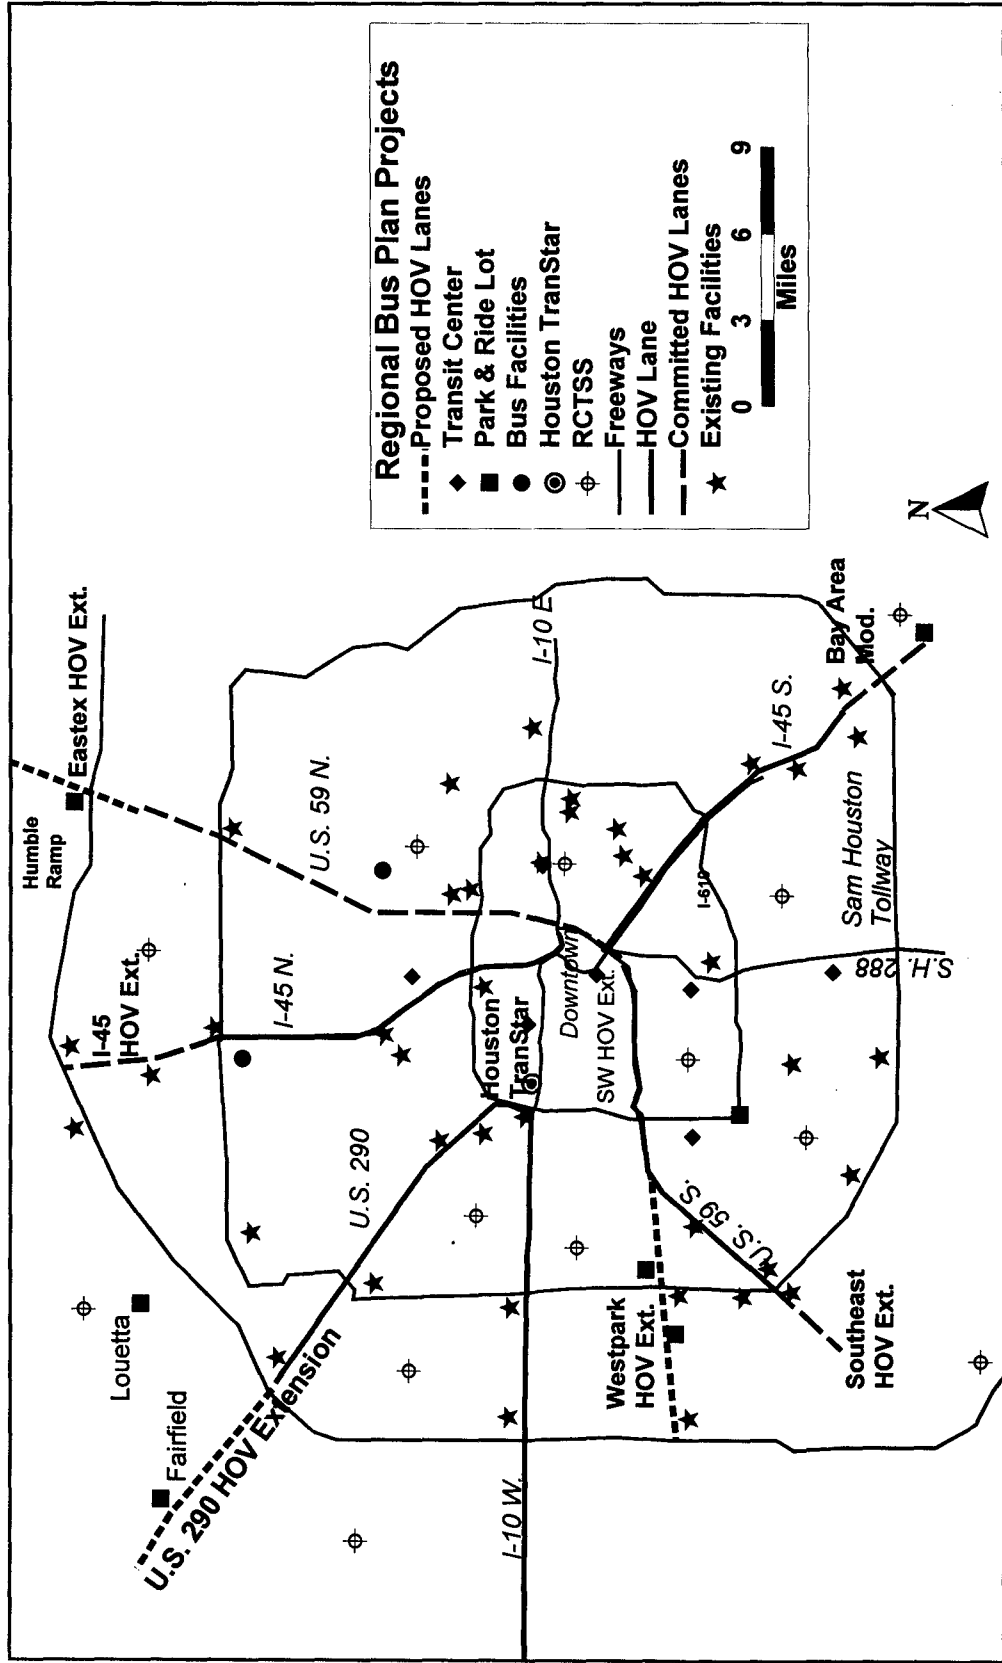 Regional Bus Plan Projects
Proposed HOV Lanes
Transit Center
Park & Ride Lot
Bus Facilities
Houston TranStar
RCTSS
Freeways
HOV Lane
Committed HOV Lanes
Existing Facilities
0 3 6 9
Miles
N
Humble
Ramp
Eastex HOV Ext.
I-45
HOV Ext.
U.S. 59 N.
I-45 N.
Louetta
Fairfield
U.S. 290 HOV Extension
U.S. 290
Houston
TranStar
I-10 E
I-10 W.
Downtown
SW HOV Ext.
I-610
I-45 S.
Bay Area
Mod.
Sam Houston
Tollway
S.H. 288
U.S. 59 S.
Westpark
HOV Ext.
Southeast
HOV Ext.